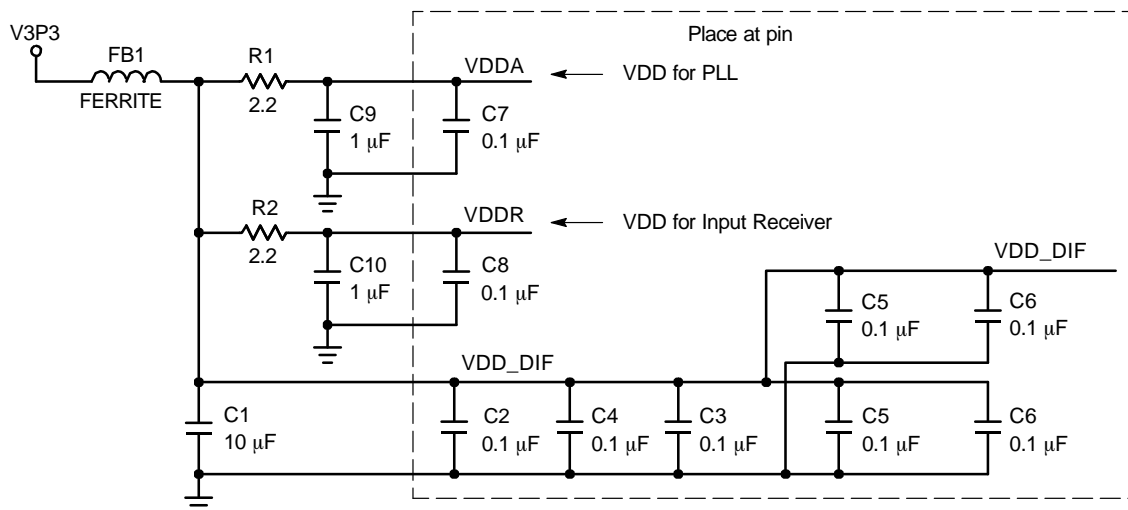 Place at pin
V3P3
FB1
FERRITE
R1
2.2
VDDA
VDD for PLL
C9
1 μF
C7
0.1 μF
R2
2.2
VDDR
VDD for Input Receiver
C10
1 μF
C8
0.1 μF
VDD_DIF
C5
0.1 μF
C6
0.1 μF
VDD_DIF
C1
10 μF
C2
0.1 μF
C4
0.1 μF
C3
0.1 μF
C5
0.1 μF
C6
0.1 μF